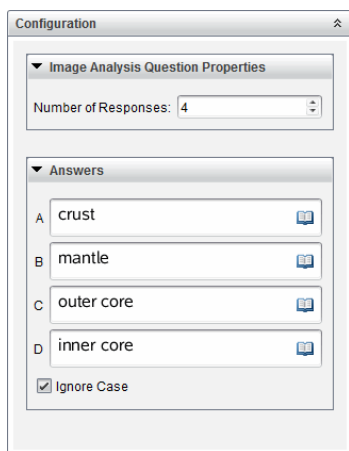 Configuration
Image Analysis Question Properties
Number of Responses: 4
Answers
A crust
B mantle
C outer core
D inner core
Ignore Case